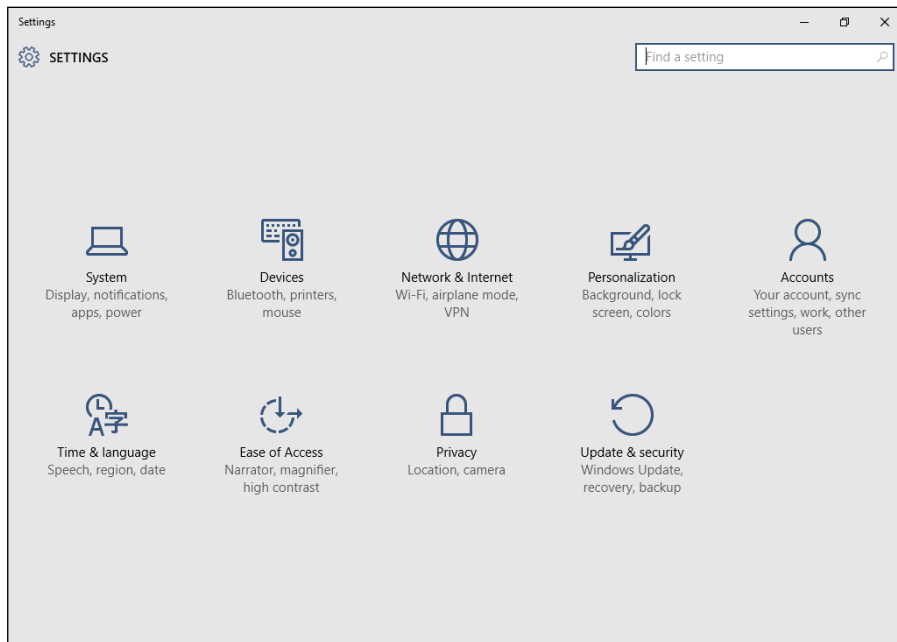 Settings
SETTINGS
Find a setting
System
Display, notifications,
apps, power
Devices
Bluetooth, printers,
mouse
Network & Internet
Wi-Fi, airplane mode,
VPN
Personalization
Background, lock
screen, colors
Accounts
Your account, sync
settings, work, other
users
A字
Time & language
Speech, region, date
Ease of Access
Narrator, magnifier,
high contrast
Privacy
Location, camera
Update & security
Windows Update,
recovery, backup